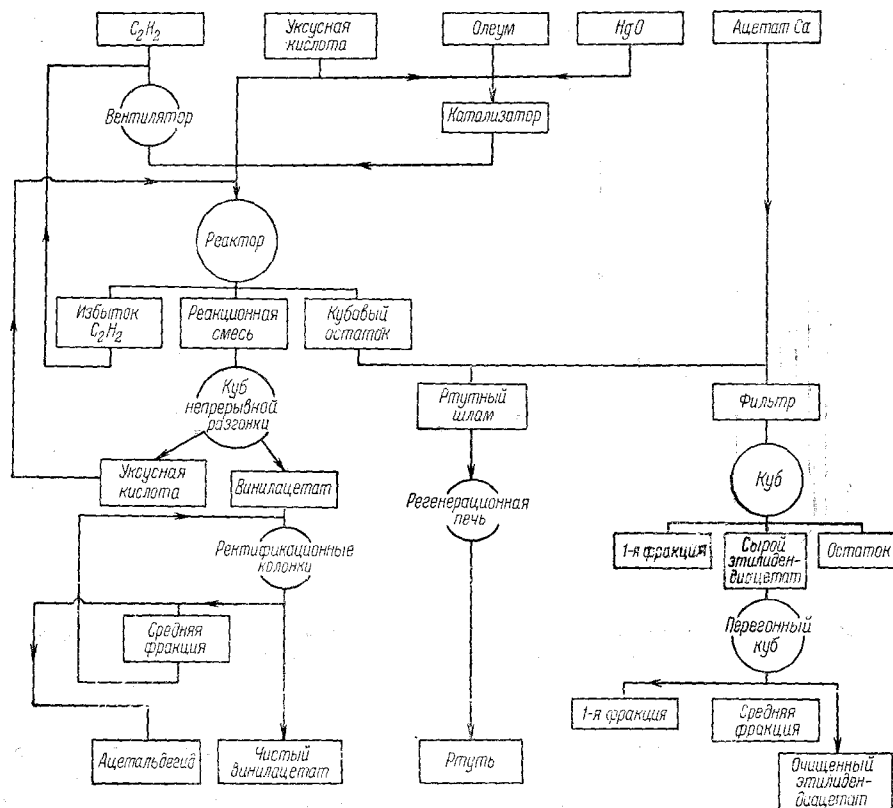 C₂H₂
Уксусная
кислота
Олеум
HgO
Ацетат Ca
Вентилятор
Катализатор
Реактор
Избыток
C₂H₂
Реакционная
смесь
Кубовый
остаток
Куб
непрерывной
разгонки
Ртутный
шлам
Фильтр
Уксусная
кислота
Винилацетат
Регенерационная
печь
Куб
Рентификационные
колонки
1-я фракция
Сырой
этилиден-
диацетат
Остаток
Средняя
фракция
Перегонный
куб
1-я фракция
Средняя
фракция
Ацетальдегид
Чистый
винилацетат
Ртуть
Очищенный
этилиден-
диацетат